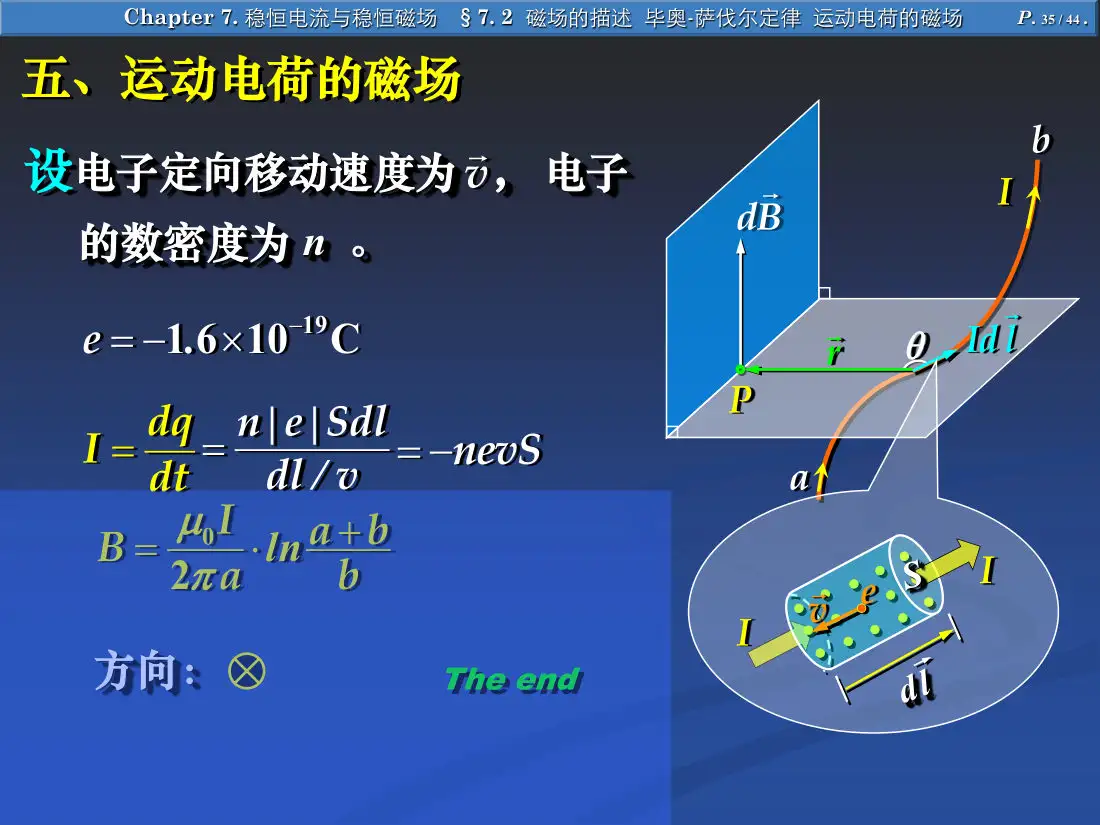 Chapter 7. 稳恒电流与稳恒磁场 §7. 2 磁场的描述 毕奥-萨伐尔定律 运动电荷的磁场 P. 35 / 44 .
五、运动电荷的磁场
设电子定向移动速度为 v⃗， 电子
的数密度为 n 。
e = −1.6×10⁻¹⁹ C
I = dq/dt = n|e|Sdl / (dl/v) = −nevS
B = μ₀I/2πa · ln (a+b)/b
方向: ⊗
The end
b
I
dB⃗
r⃗
θ
Idl⃗
P
a
S
I
v⃗
e
I
dl⃗